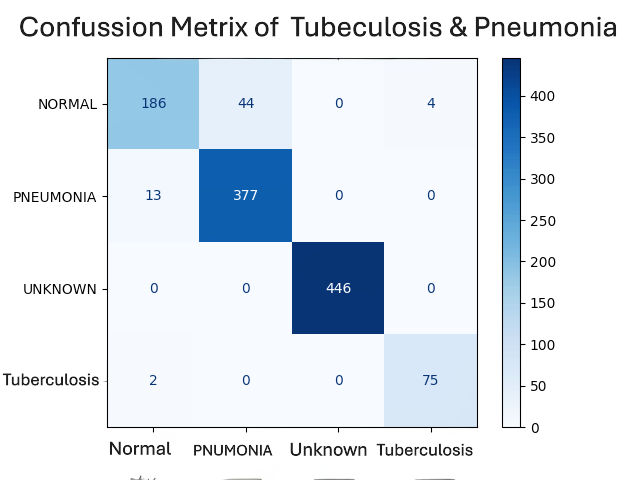 Confussion Metrix of Tubeculosis & Pneumonia
NORMAL 186 44 0 4
PNEUMONIA 13 377 0 0
UNKNOWN 0 0 446 0
Tuberculosis 2 0 0 75
Normal PNUMONIA Unknown Tuberculosis
400
350
300
250
200
150
100
50
0